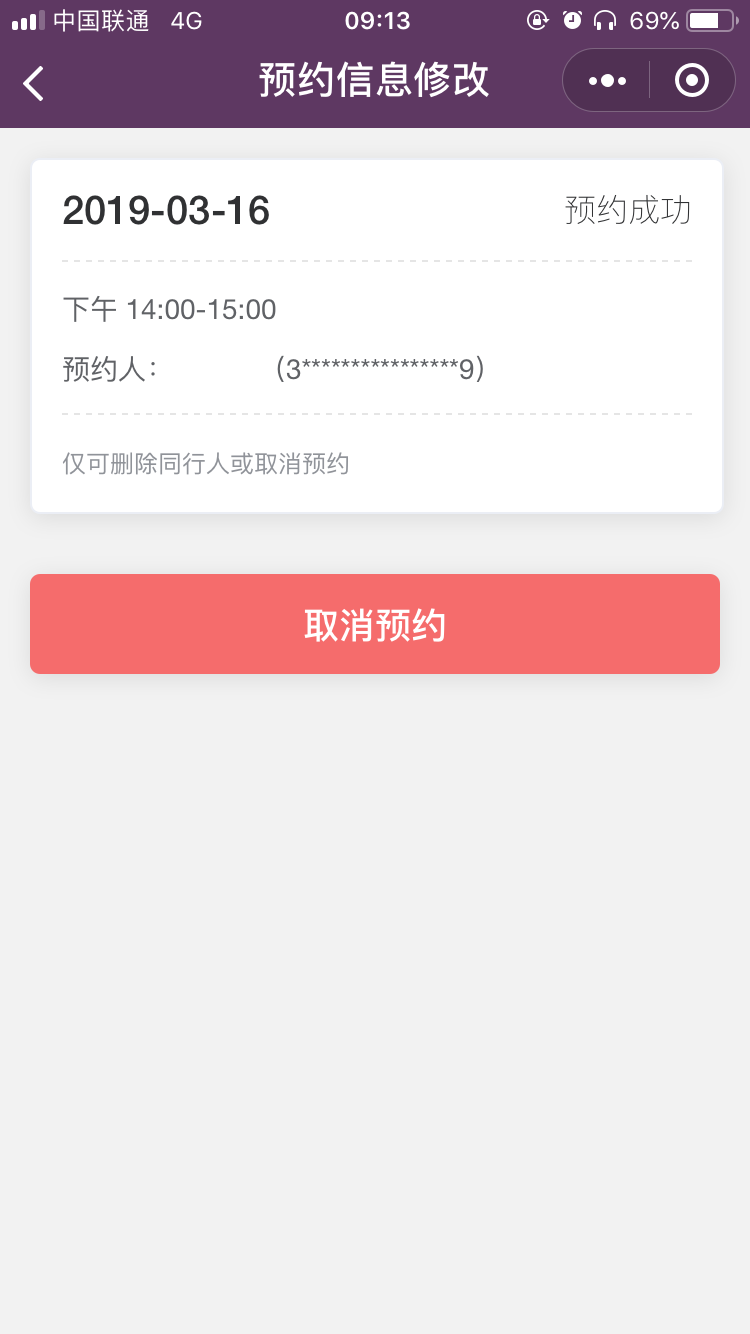 中国联通 4G 09:13 69%
预约信息修改
2019-03-16 预约成功
下午 14:00-15:00
预约人： (3****************9)
仅可删除同行人或取消预约
取消预约